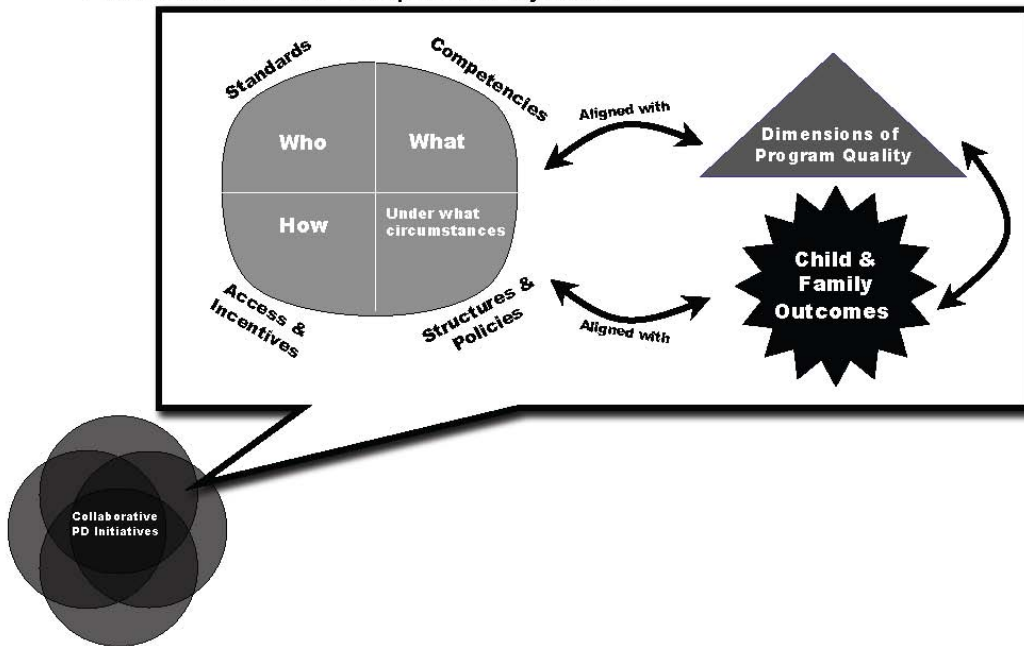 Standards
Competencies
Who
What
How
Under what
circumstances
Access &
Incentives
Structures &
Policies
Aligned with
Aligned with
Dimensions of
Program Quality
Child &
Family
Outcomes
Collaborative
PD Initiatives